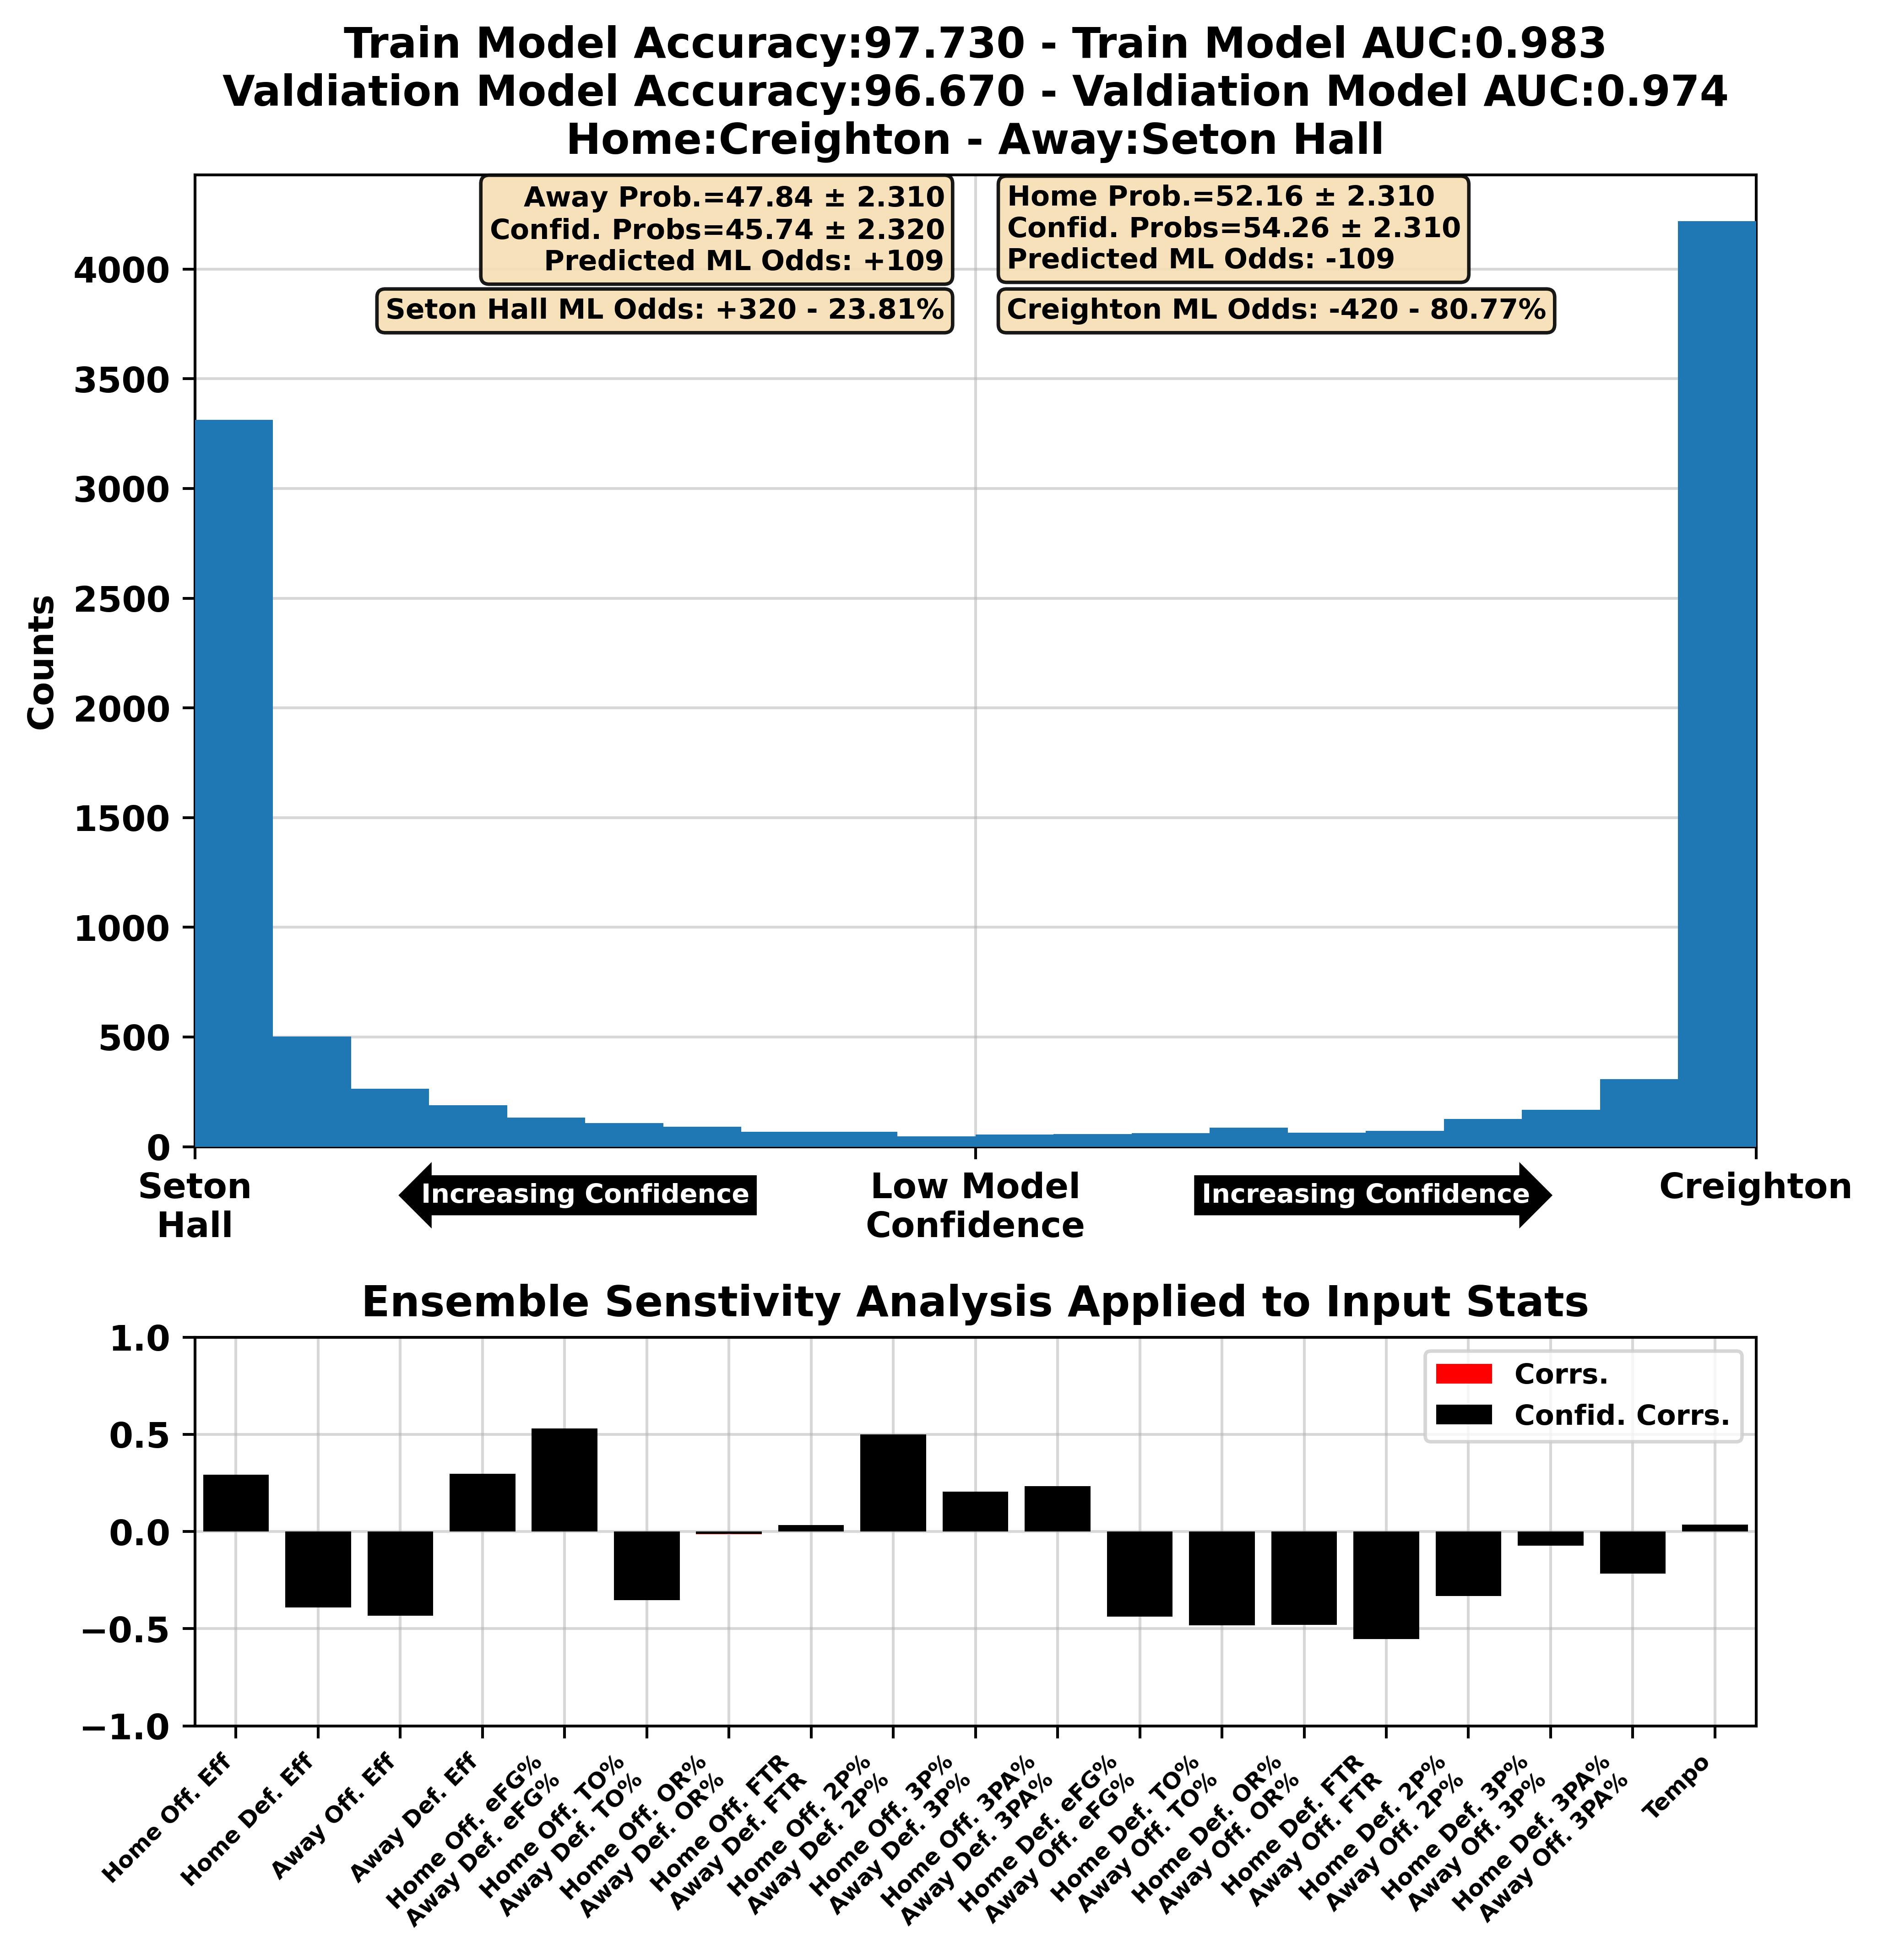 Train Model Accuracy:97.730 - Train Model AUC:0.983
Valdiation Model Accuracy:96.670 - Valdiation Model AUC:0.974
Home:Creighton - Away:Seton Hall
Away Prob.=47.84 ± 2.310
Confid. Probs=45.74 ± 2.320
Predicted ML Odds: +109
Seton Hall ML Odds: +320 - 23.81%
Home Prob.=52.16 ± 2.310
Confid. Probs=54.26 ± 2.310
Predicted ML Odds: -109
Creighton ML Odds: -420 - 80.77%
Counts
4000
3500
3000
2500
2000
1500
1000
500
0
Seton
Hall
Increasing Confidence
Low Model
Confidence
Increasing Confidence
Creighton
Ensemble Senstivity Analysis Applied to Input Stats
1.0
0.5
0.0
−0.5
−1.0
Corrs.
Confid. Corrs.
Home Off. Eff
Home Def. Eff
Away Off. Eff
Away Def. Eff
Home Off. eFG%
Away Def. eFG%
Home Off. TO%
Away Def. TO%
Home Off. OR%
Away Def. OR%
Home Off. FTR
Away Def. FTR
Home Off. 2P%
Away Def. 2P%
Home Off. 3P%
Away Def. 3P%
Home Off. 3PA%
Away Def. 3PA%
Home Def. eFG%
Away Off. eFG%
Home Def. TO%
Away Off. TO%
Home Def. OR%
Away Off. OR%
Home Def. FTR
Away Off. FTR
Home Def. 2P%
Away Off. 2P%
Home Def. 3P%
Away Off. 3P%
Home Def. 3PA%
Away Off. 3PA%
Tempo